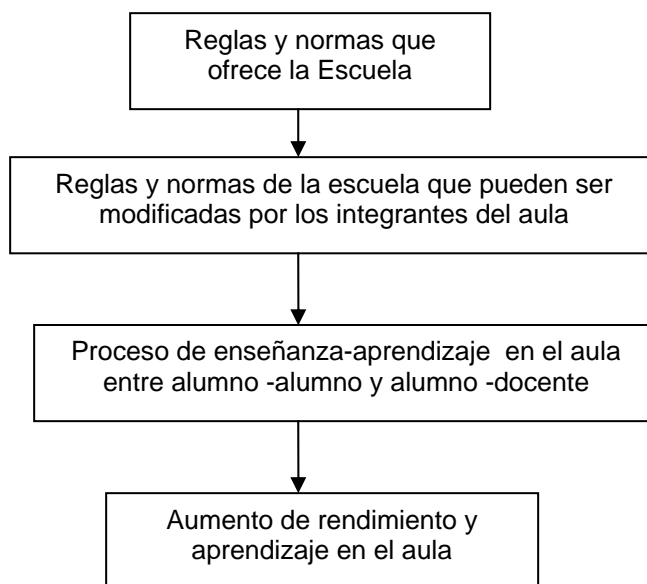 Reglas y normas que
ofrece la Escuela
Reglas y normas de la escuela que pueden ser
modificadas por los integrantes del aula
Proceso de enseñanza-aprendizaje  en el aula
entre alumno -alumno y alumno -docente
Aumento de rendimiento y
aprendizaje en el aula